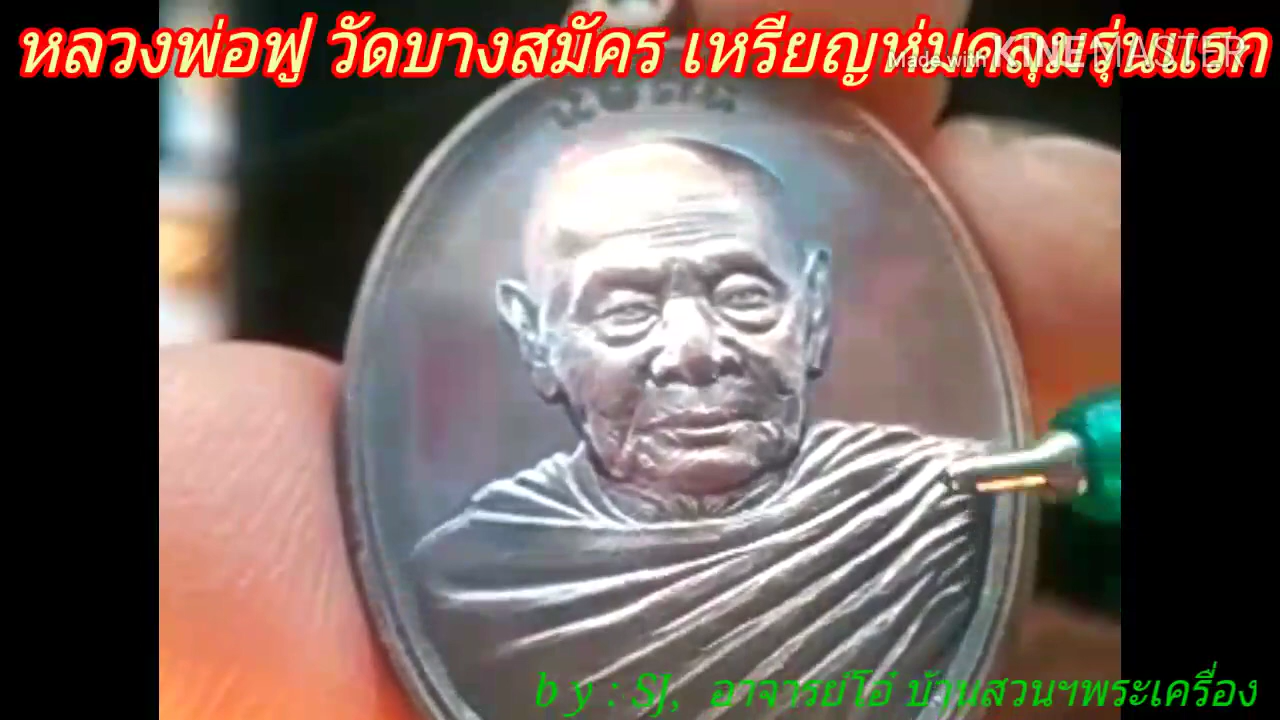 หลวงพ่อฟู วัดบางสมัคร เหรียญห่มคลุมรุ่นแรก
Made with KINEMASTER
by : SJ, อาจารย์โอ๋ บ้านสวนฯพระเครื่อง